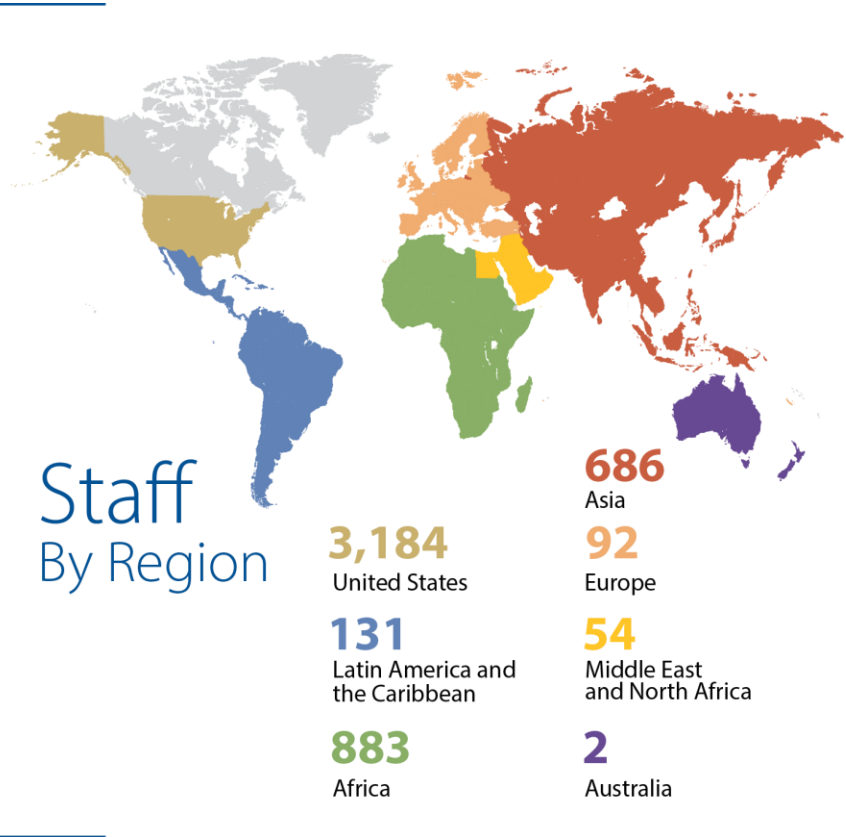 Staff
By Region
3,184
United States
131
Latin America and
the Caribbean
883
Africa
686
Asia
92
Europe
54
Middle East
and North Africa
2
Australia